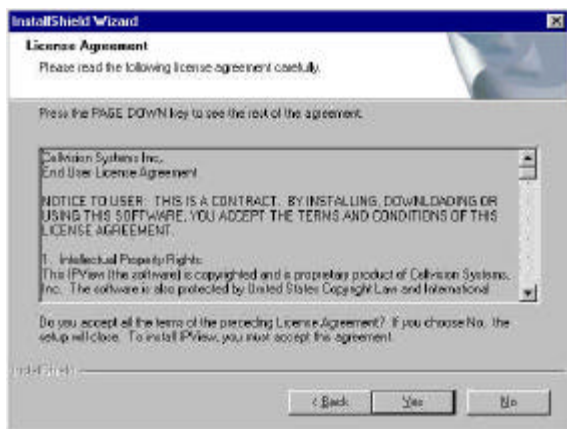 InstallShield Wizard
License Agreement
Please read the following license agreement carefully.
Press the PAGE DOWN key to see the rest of the agreement.
Cellvision Systems Inc.
End User License Agreement
NOTICE TO USER: THIS IS A CONTRACT. BY INSTALLING, DOWNLOADING OR
USING THIS SOFTWARE, YOU ACCEPT THE TERMS AND CONDITIONS OF THIS
LICENSE AGREEMENT.
1. Intellectual Property Rights
This IPView (the software) is copyrighted and is proprietary product of Cellvision Systems,
Inc. The software is also protected by United States Copyright Law and International
Do you accept all the terms of the preceding License Agreement? If you choose No, the
setup will close. To install IPView, you must accept this agreement.
InstallShield
< Back
Yes
No